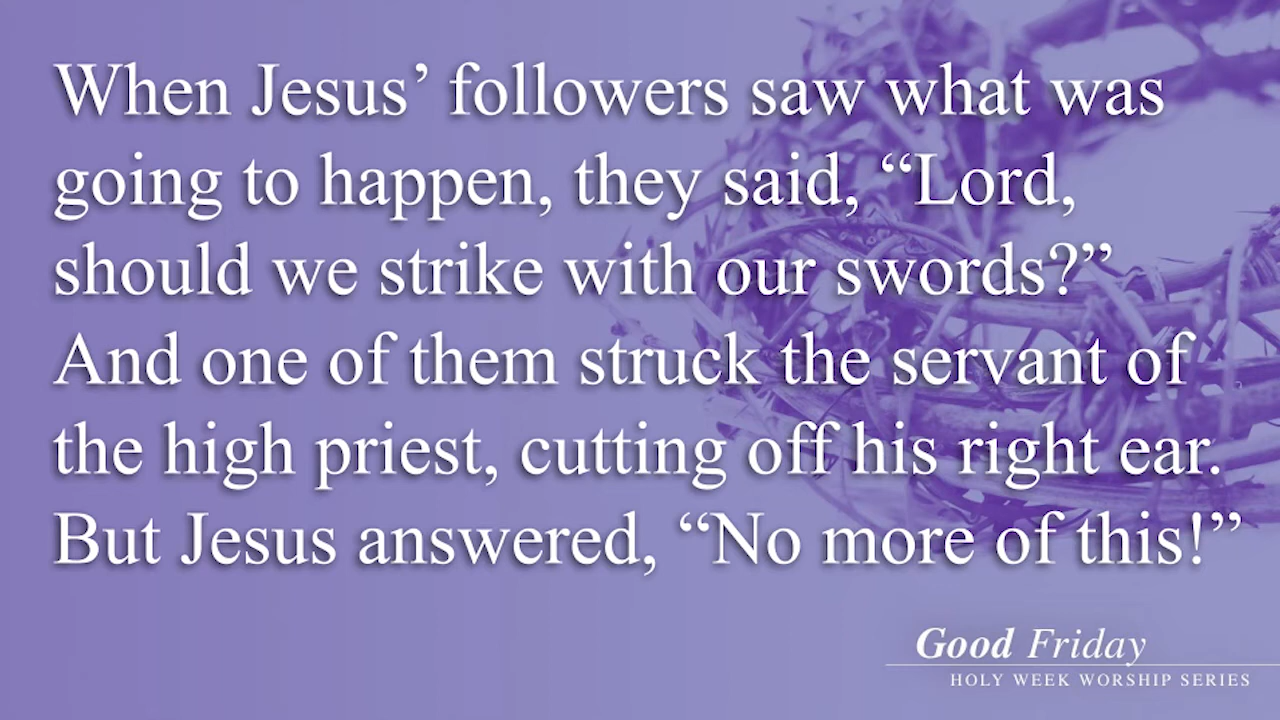 When Jesus’ followers saw what was
going to happen, they said, “Lord,
should we strike with our swords?”
And one of them struck the servant of
the high priest, cutting off his right ear.
But Jesus answered, “No more of this!”
Good Friday
HOLY WEEK WORSHIP SERIES